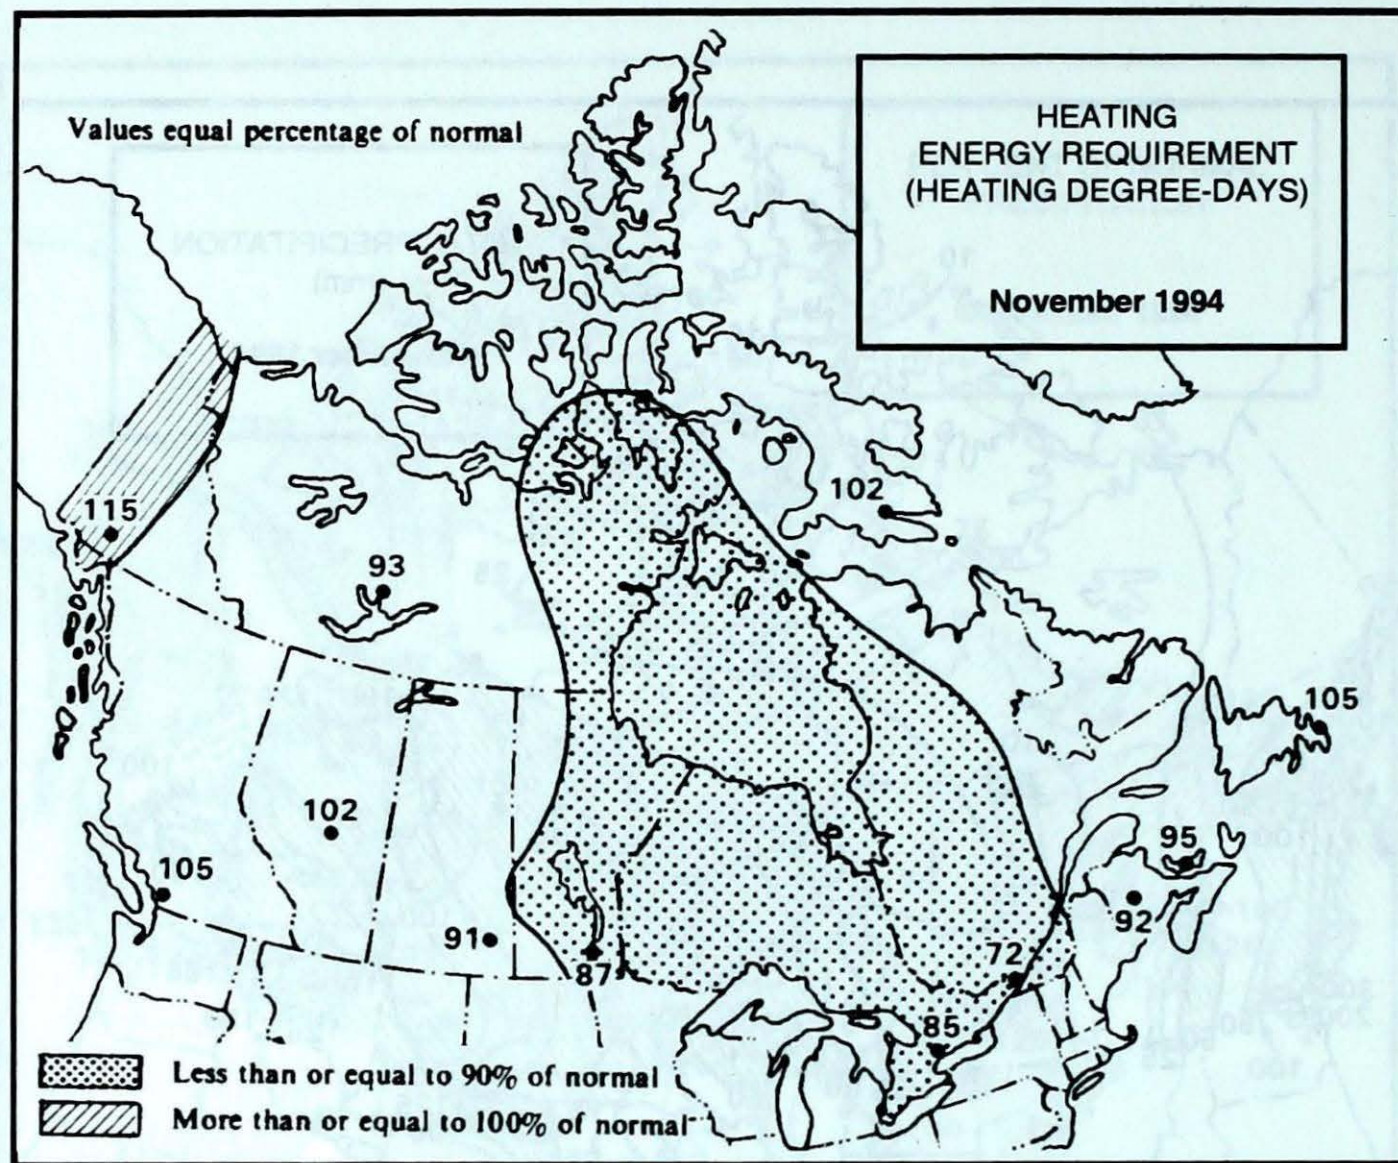 Values equal percentage of normal
HEATING
ENERGY REQUIREMENT
(HEATING DEGREE-DAYS)
November 1994
115
93
102
105
102
105
91
87
72
85
95
92
Less than or equal to 90% of normal
More than or equal to 100% of normal